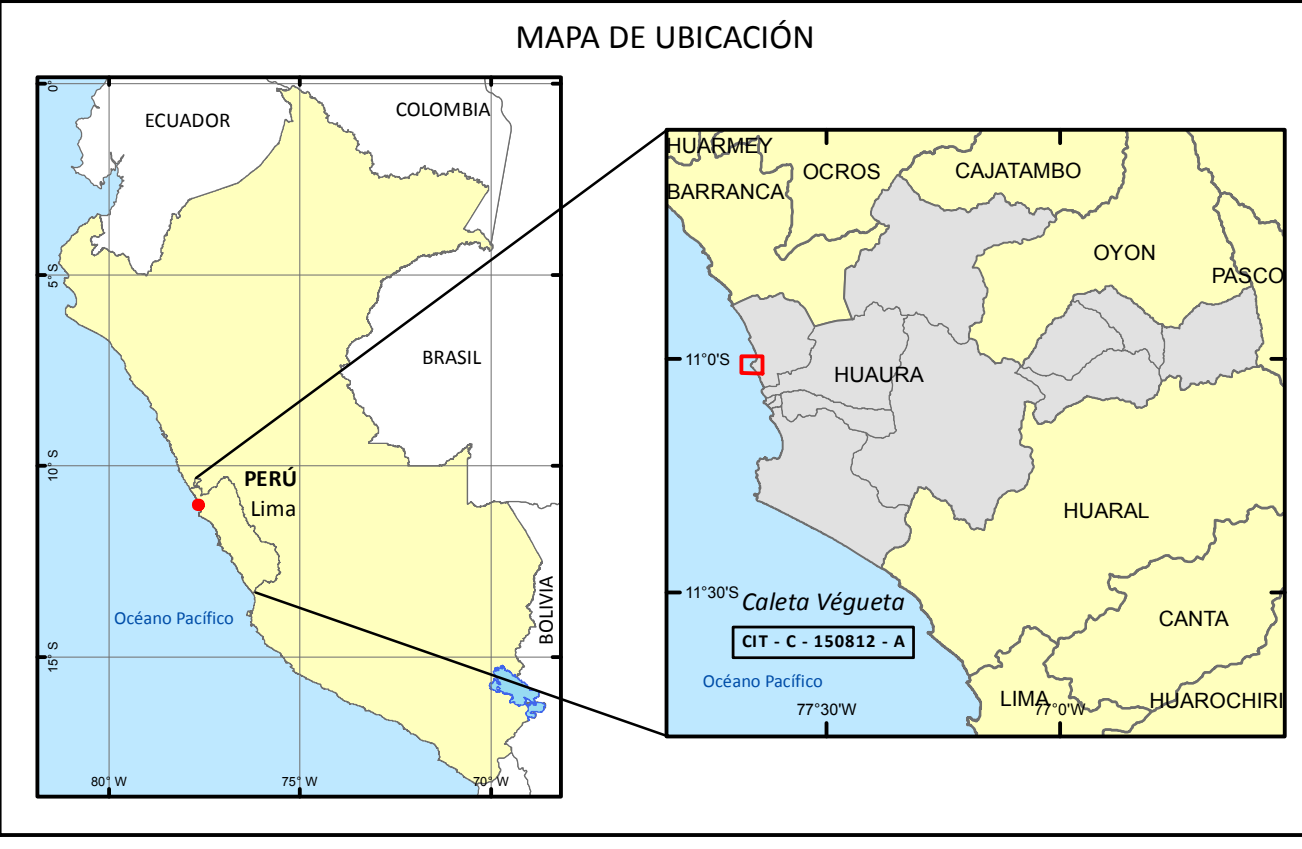 MAPA DE UBICACIÓN
0°
ECUADOR
COLOMBIA
5° S
BRASIL
10° S
PERÚ
Lima
Océano Pacífico
BOLIVIA
15° S
80° W
75° W
70° W
HUARMEY
OCROS
CAJATAMBO
BARRANCA
OYON
PASCO
11°0'S
HUAURA
HUARAL
11°30'S
Caleta Végueta
CANTA
CIT - C - 150812 - A
Océano Pacífico
LIMA
HUAROCHIRI
77°30'W
77°0'W